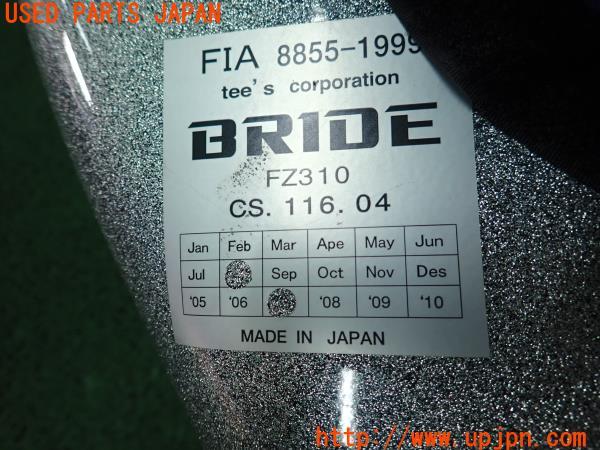 USED PARTS JAPAN
FIA 8855-1999
tee's corporation
BRIDE
FZ310
CS. 116. 04
Jan Feb Mar Ape May Jun
Jul Sep Oct Nov Des
'05 '06 '08 '09 '10
MADE IN JAPAN
http://www.upjpn.com